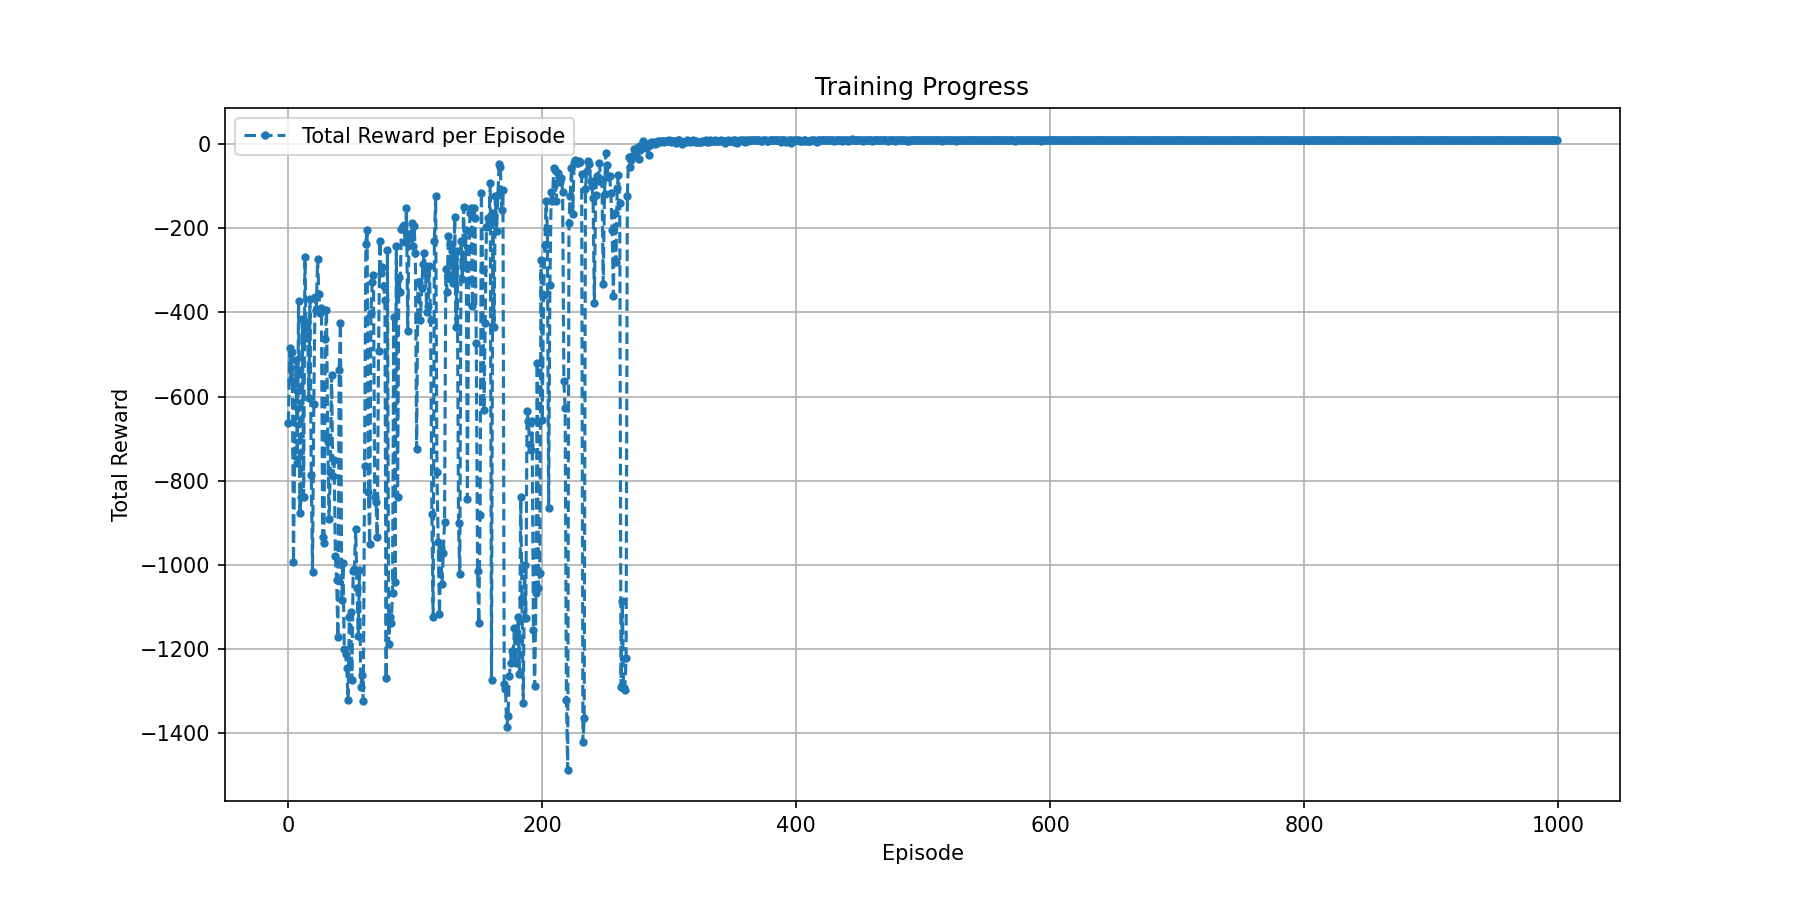 Training Progress
Total Reward per Episode
Total Reward
0
−200
−400
−600
−800
−1000
−1200
−1400
0 200 400 600 800 1000
Episode